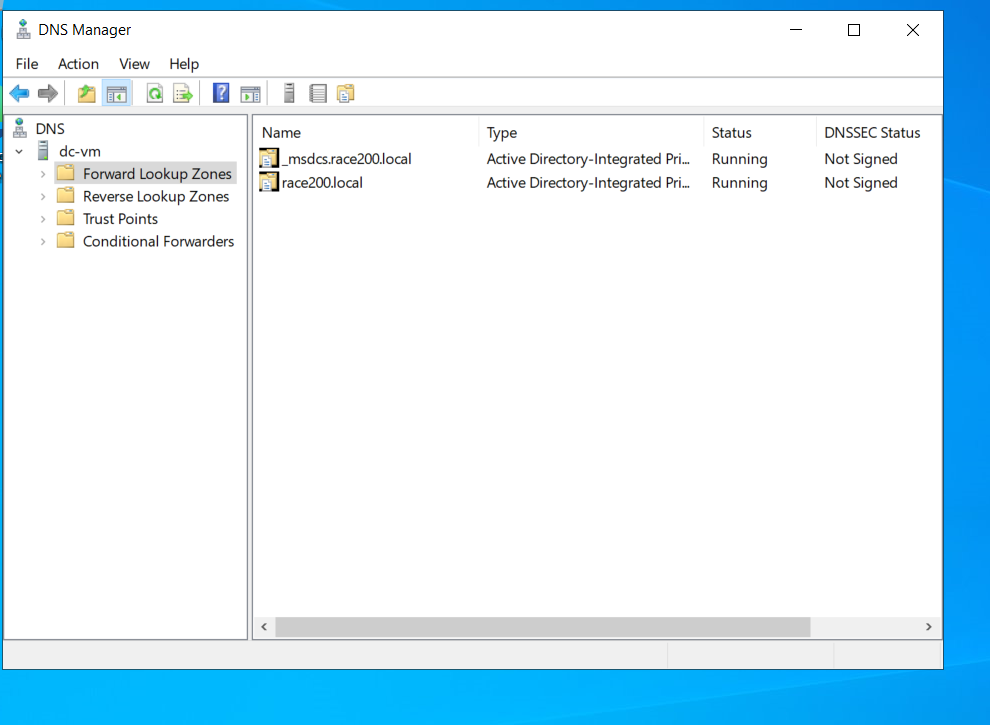 DNS Manager
File Action View Help
DNS
dc-vm
Forward Lookup Zones
Reverse Lookup Zones
Trust Points
Conditional Forwarders
Name Type Status DNSSEC Status
_msdcs.race200.local Active Directory-Integrated Pri... Running Not Signed
race200.local Active Directory-Integrated Pri... Running Not Signed